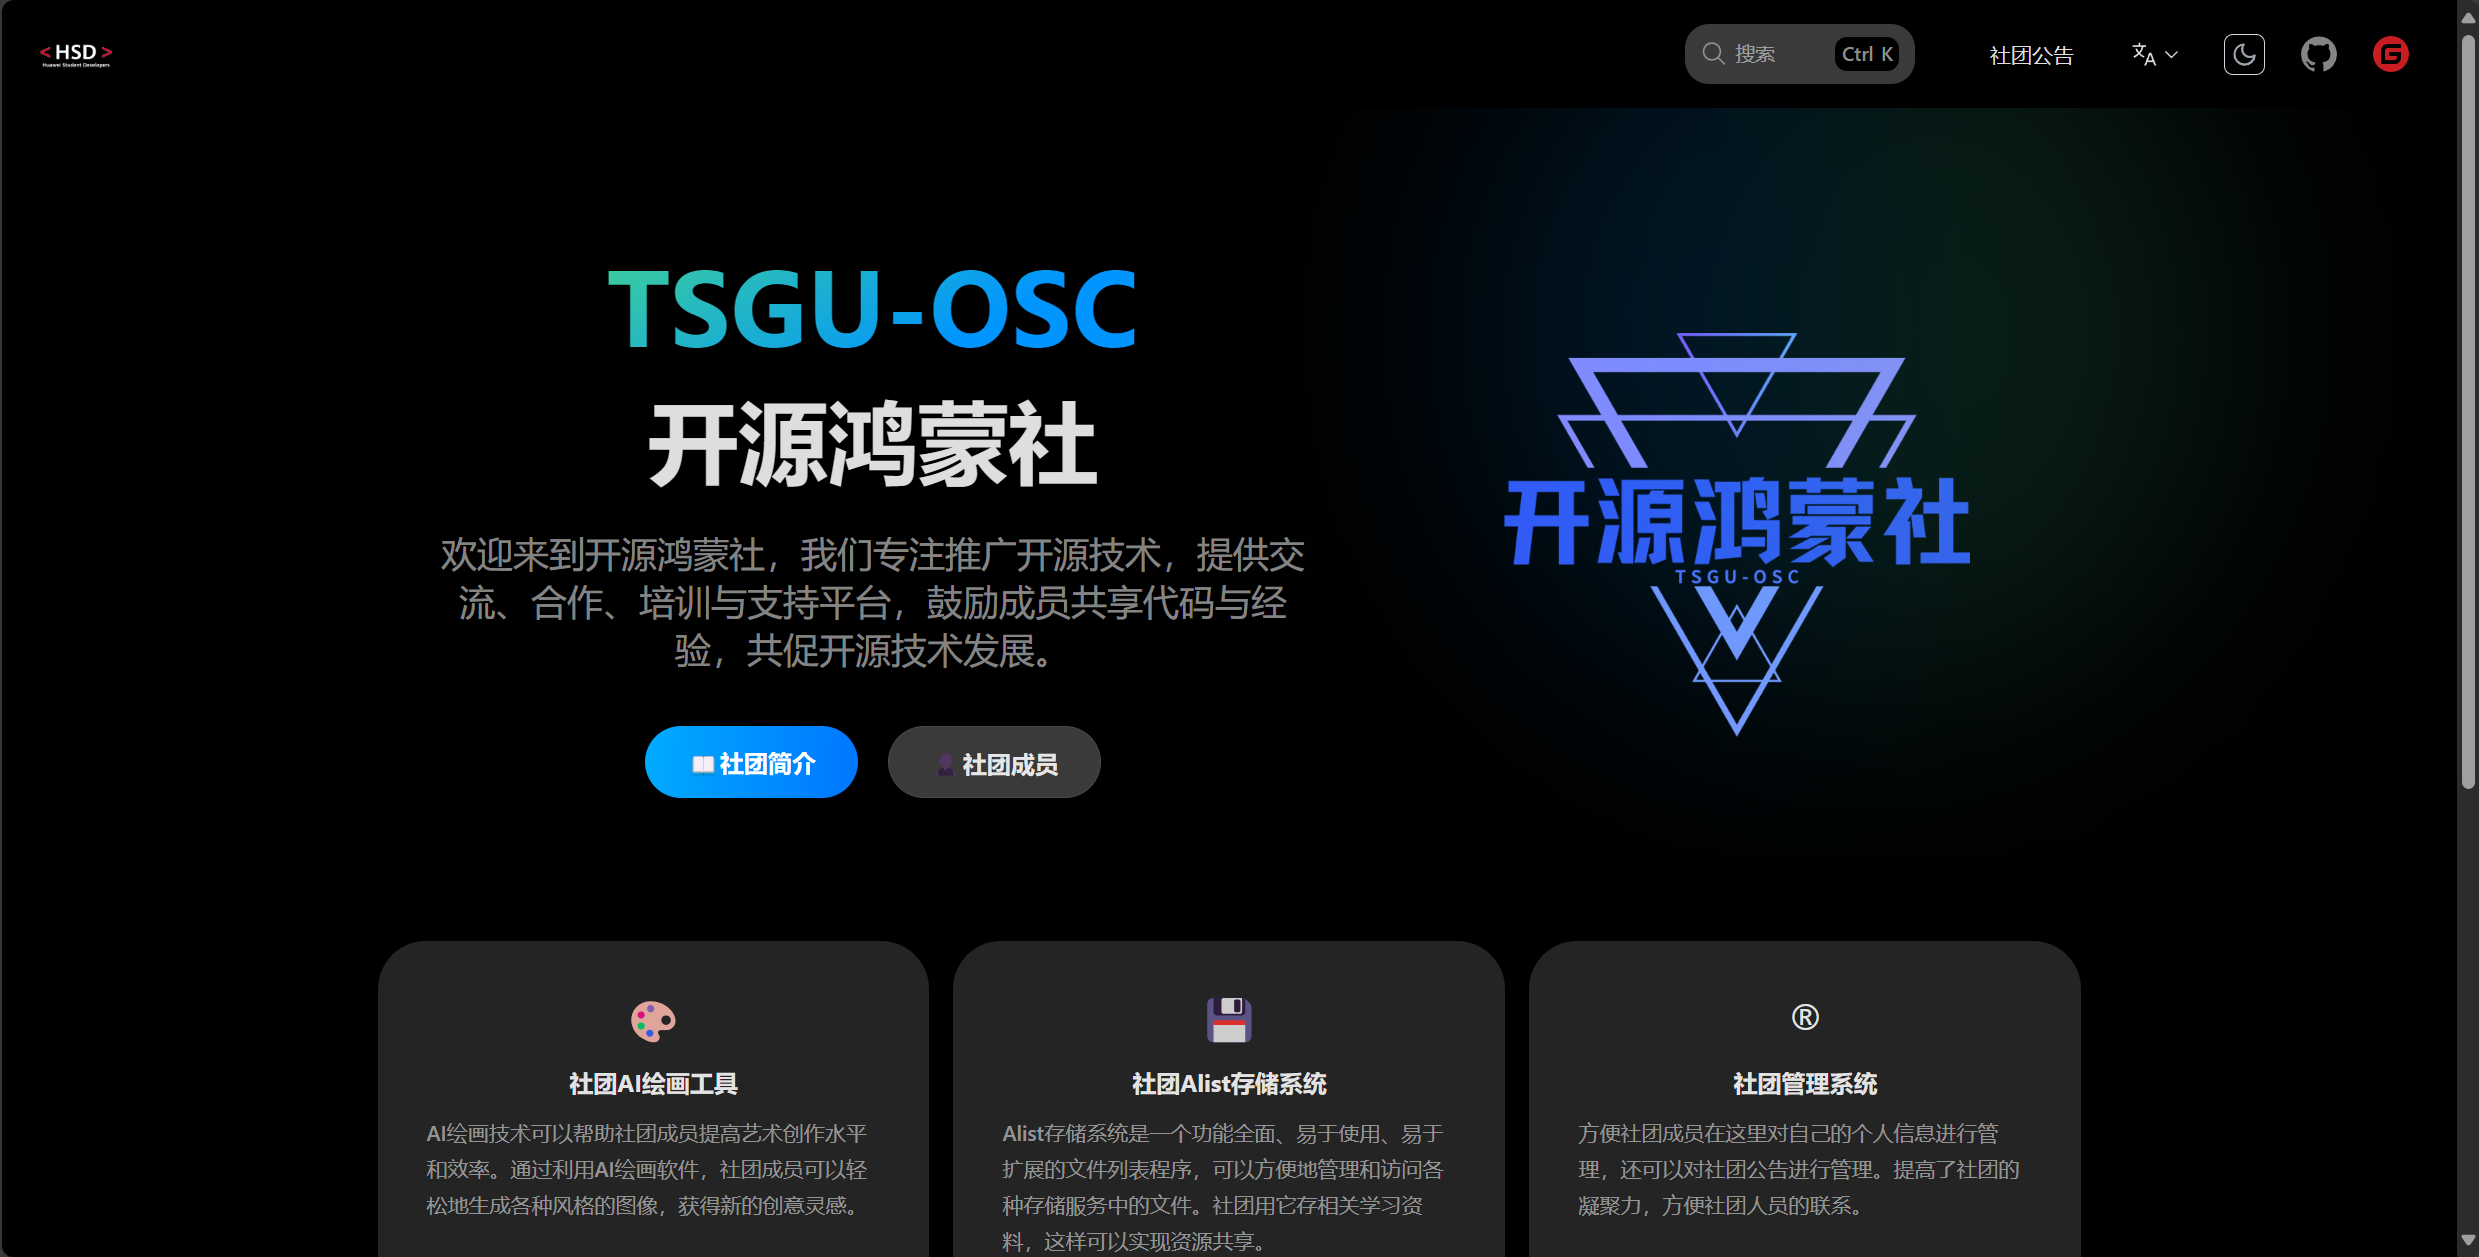 <HSD>
Huawei Student Developers
搜索
Ctrl K
社团公告
TSGU-OSC
开源鸿蒙社
欢迎来到开源鸿蒙社，我们专注推广开源技术，提供交
流、合作、培训与支持平台，鼓励成员共享代码与经
验，共促开源技术发展。
社团简介
社团成员
开源鸿蒙社
TSGU-OSC
社团AI绘画工具
AI绘画技术可以帮助社团成员提高艺术创作水平
和效率。通过利用AI绘画软件，社团成员可以轻
松地生成各种风格的图像，获得新的创意灵感。
社团Alist存储系统
Alist存储系统是一个功能全面、易于使用、易于
扩展的文件列表程序，可以方便地管理和访问各
种存储服务中的文件。社团用它存相关学习资
料，这样可以实现资源共享。
®
社团管理系统
方便社团成员在这里对自己的个人信息进行管
理，还可以对社团公告进行管理。提高了社团的
凝聚力，方便社团人员的联系。